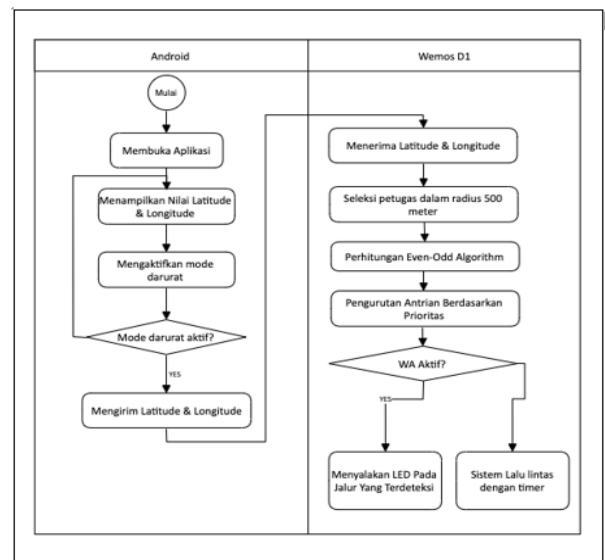 Android
Wemos D1
Mulai
Membuka Aplikasi
Menampilkan Nilai Latitude
& Longitude
Mengaktifkan mode
darurat
Mode darurat aktif?
YES
Mengirim Latitude & Longitude
Menerima Latitude & Longitude
Seleksi petugas dalam radius 500
meter
Perhitungan Even-Odd Algorithm
Pengurutan Antrian Berdasarkan
Prioritas
WA Aktif?
YES
Menyalakan LED Pada
Jalur Yang Terdeteksi
Sistem Lalu lintas
dengan timer